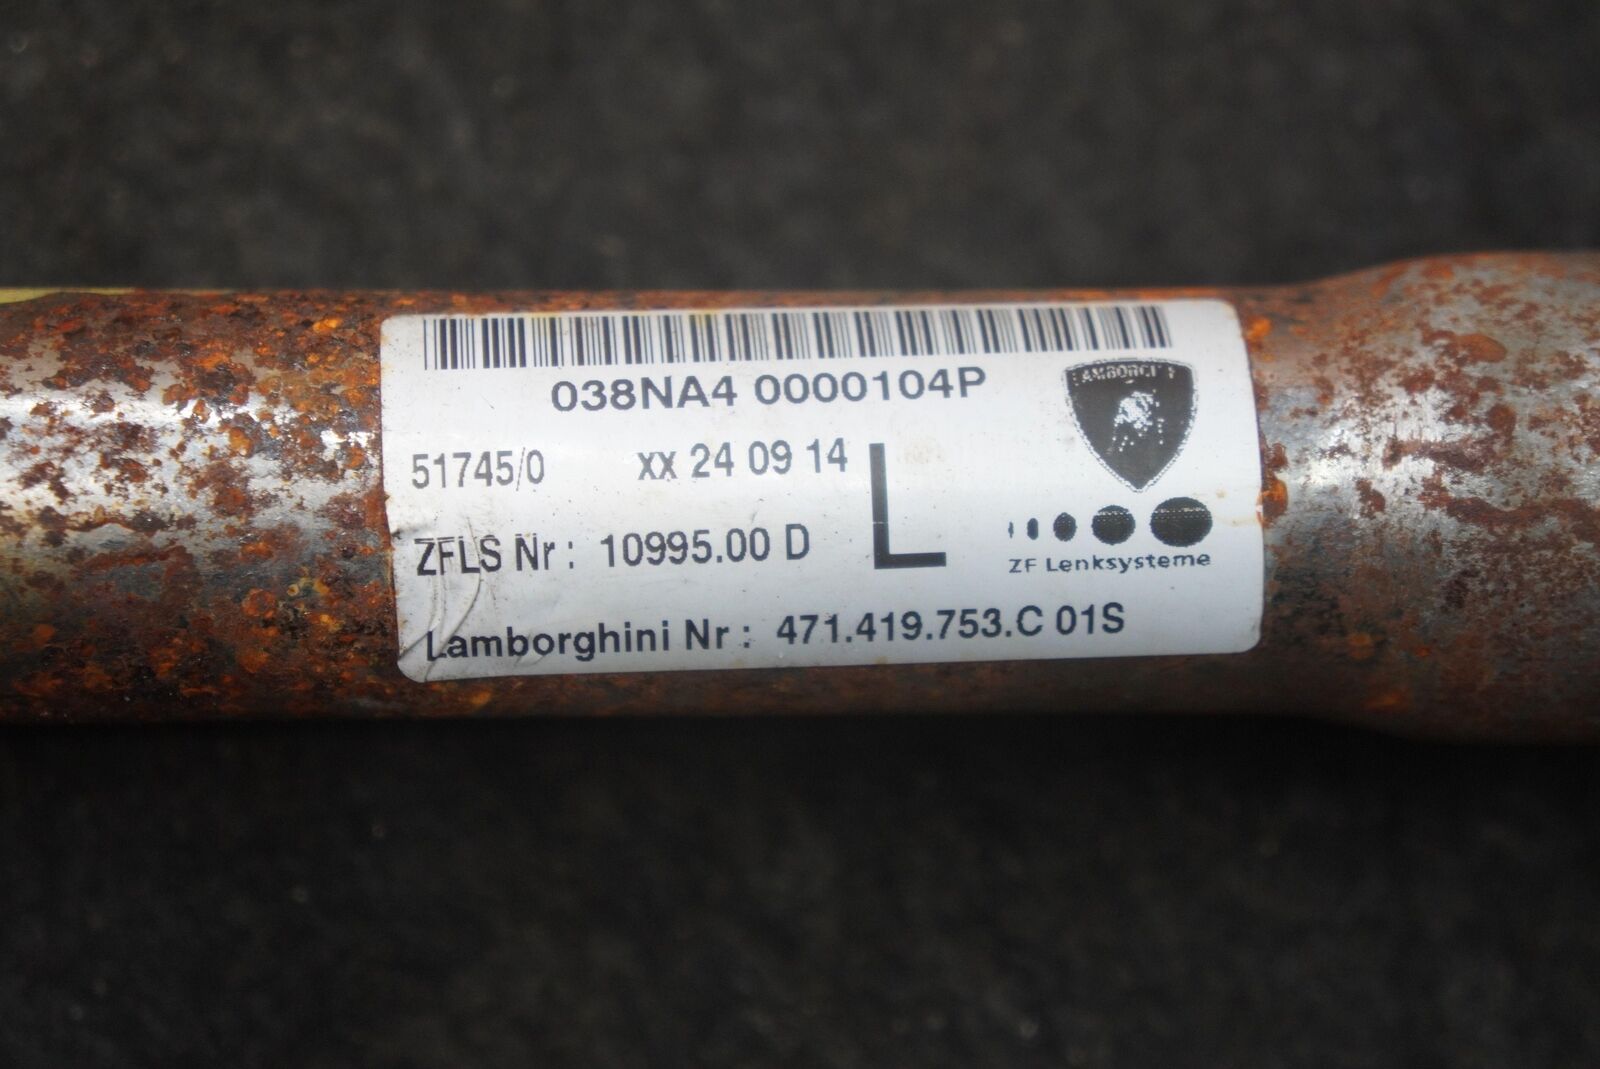 038NA4 0000104P
LAMBORGHINI
51745/0 xx 24 09 14 L
ZFLS Nr : 10995.00 D
ZF Lenksysteme
Lamborghini Nr : 471.419.753.C 01S